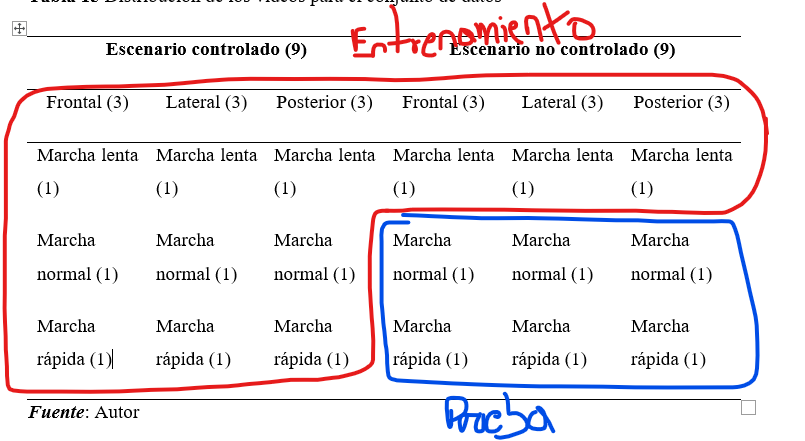 Tabla 18 Distribución de los videos para el conjunto de datos
Entrenamiento
Escenario controlado (9) Escenario no controlado (9)
Frontal (3) Lateral (3) Posterior (3) Frontal (3) Lateral (3) Posterior (3)
Marcha lenta Marcha lenta Marcha lenta Marcha lenta Marcha lenta Marcha lenta
(1) (1) (1) (1) (1) (1)
Marcha Marcha Marcha Marcha Marcha Marcha
normal (1) normal (1) normal (1) normal (1) normal (1) normal (1)
Marcha Marcha Marcha Marcha Marcha Marcha
rápida (1) rápida (1) rápida (1) rápida (1) rápida (1) rápida (1)
Fuente: Autor
Prueba